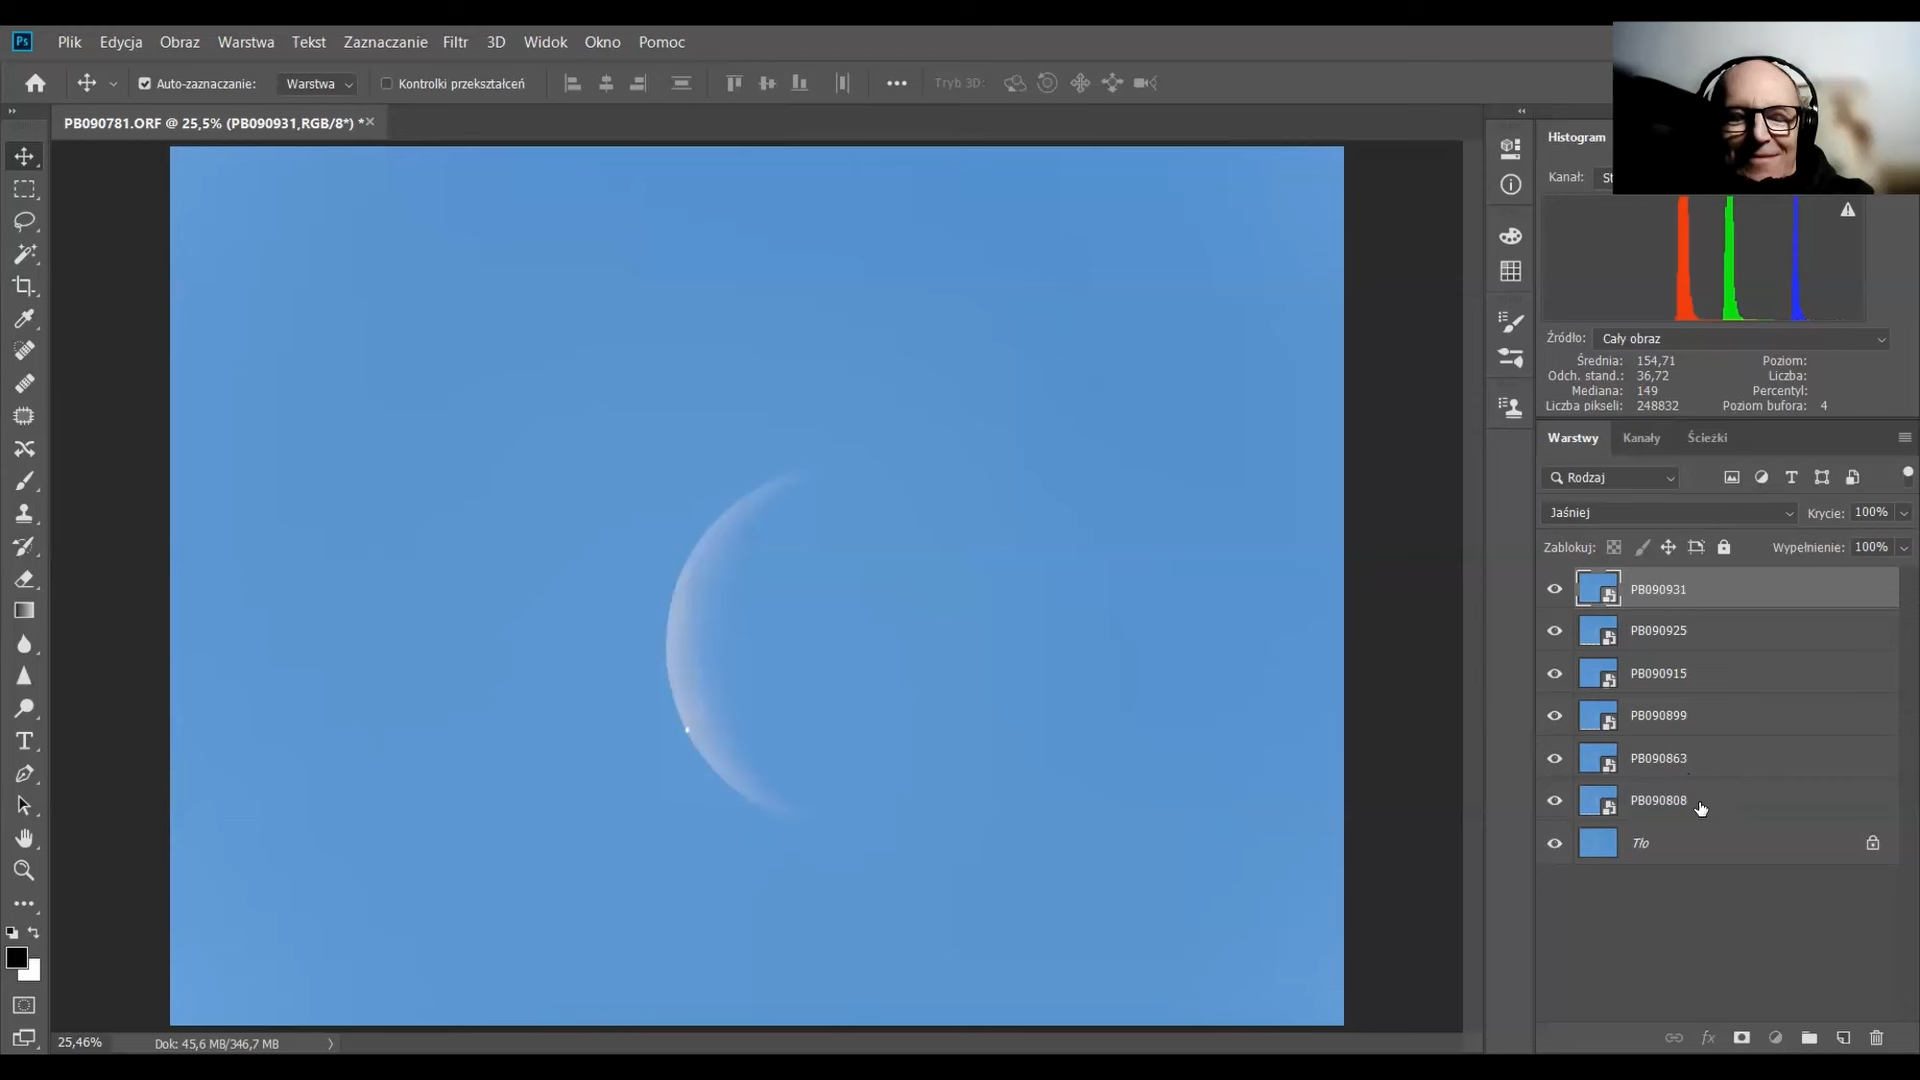 Ps Plik Edycja Obraz Warstwa Tekst Zaznaczanie Filtr 3D Widok Okno Pomoc
Auto-zaznaczanie: Warstwa Kontrolki przekształceń Tryb 3D:
PB090781.ORF @ 25,5% (PB090931,RGB/8*) *
Histogram
Kanał: St
Źródło: Cały obraz
Średnia: 154,71 Poziom:
Odch. stand.: 36,72 Liczba:
Mediana: 149 Percentyl:
Liczba pikseli: 248832 Poziom bufora: 4
Warstwy Kanały Ścieżki
Rodzaj
Jaśniej Krycie: 100%
Zablokuj: Wypełnienie: 100%
PB090931
PB090925
PB090915
PB090899
PB090863
PB090808
Tło
fx
25,46% Dok: 45,6 MB/346,7 MB